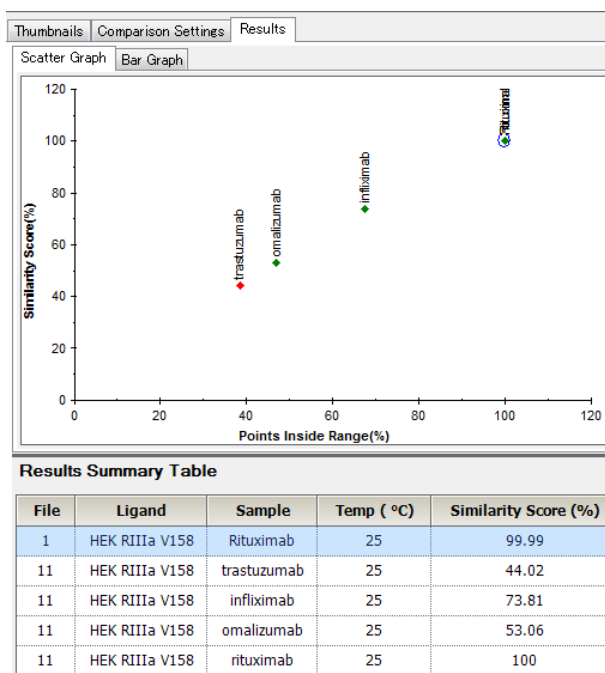 Thumbnails Comparison Settings Results
Scatter Graph Bar Graph
120
100
80
60
40
20
0
Similarity Score(%)
trastuzumab
omalizumab
infliximab
0 20 40 60 80 100 120
Points Inside Range(%)
Results Summary Table
File Ligand Sample Temp ( °C) Similarity Score (%)
1 HEK RIIIa V158 Rituximab 25 99.99
11 HEK RIIIa V158 trastuzumab 25 44.02
11 HEK RIIIa V158 infliximab 25 73.81
11 HEK RIIIa V158 omalizumab 25 53.06
11 HEK RIIIa V158 rituximab 25 100